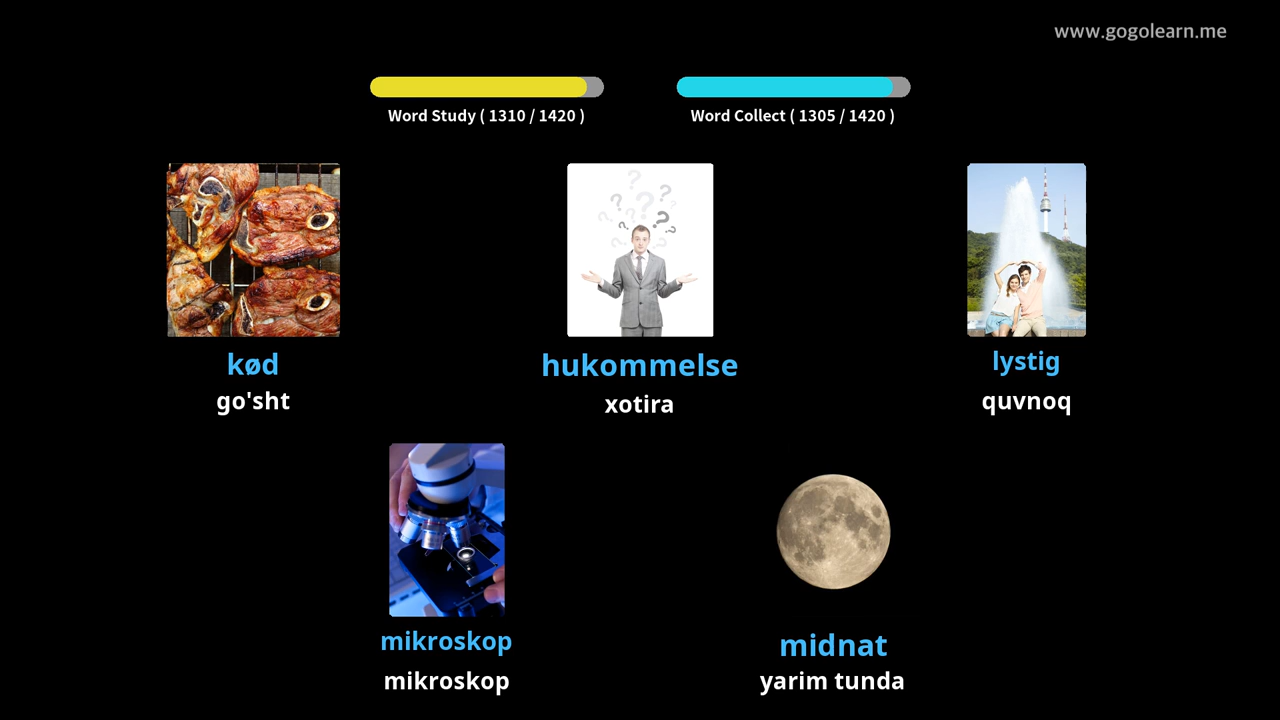 www.gogolearn.me
Word Study ( 1310 / 1420 )
Word Collect ( 1305 / 1420 )
kød
go'sht
hukommelse
xotira
lystig
quvnoq
mikroskop
mikroskop
midnat
yarim tunda